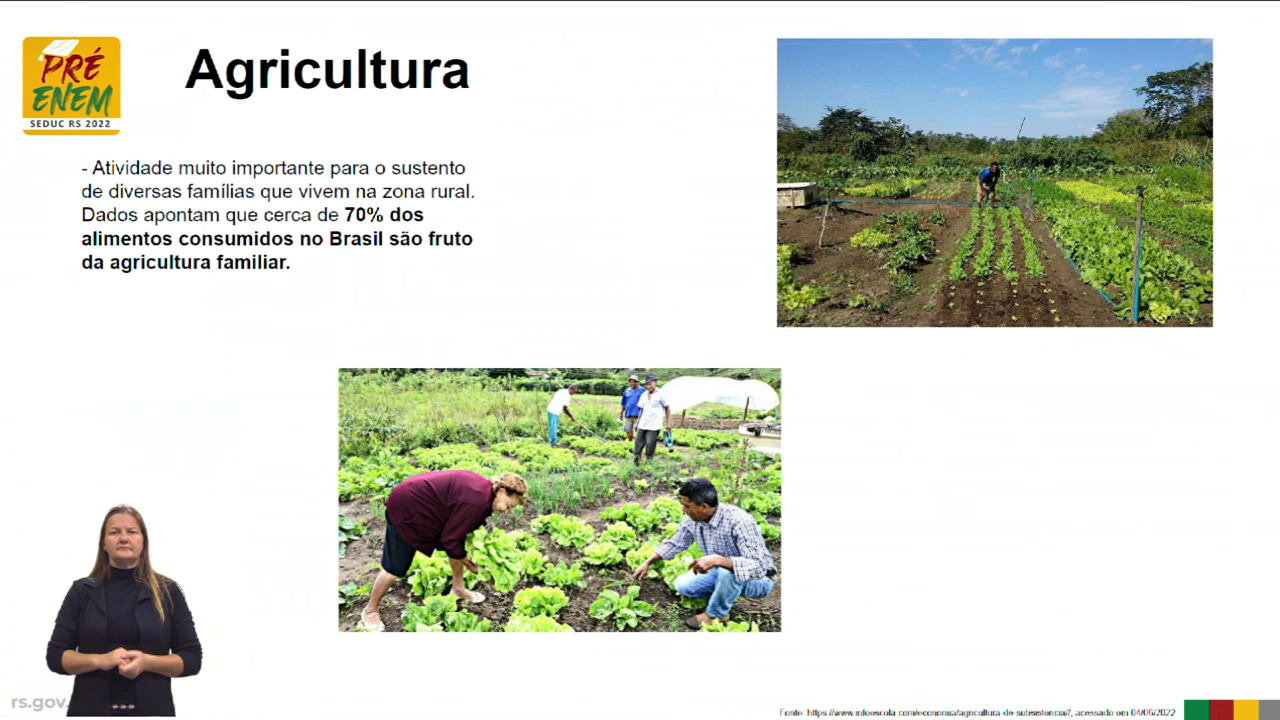 PRÉ
ENEM
SEDUC RS 2022
Agricultura
- Atividade muito importante para o sustento
de diversas famílias que vivem na zona rural.
Dados apontam que cerca de 70% dos
alimentos consumidos no Brasil são fruto
da agricultura familiar.
rs.gov.
Fonte: https://www.infoescola.com/economia/agricultura-de-subsistencia//, acessado em 04/06/2022